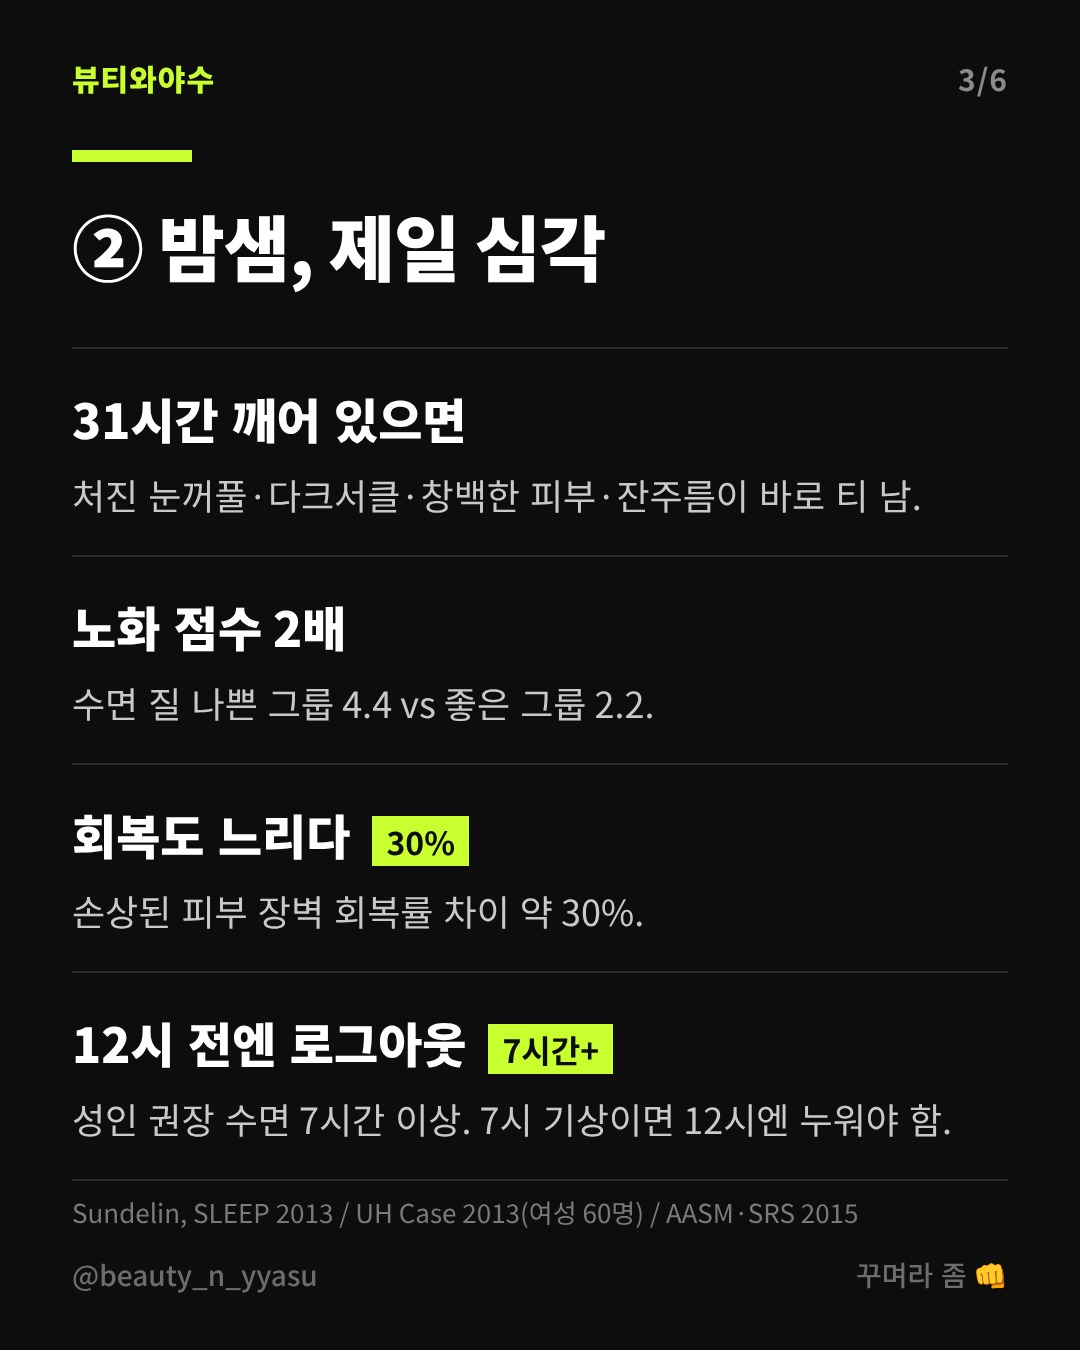 뷰티와야수
3/6
② 밤샘, 제일 심각
31시간 깨어 있으면
처진 눈꺼풀·다크서클·창백한 피부·잔주름이 바로 티 남.
노화 점수 2배
수면 질 나쁜 그룹 4.4 vs 좋은 그룹 2.2.
회복도 느리다 30%
손상된 피부 장벽 회복률 차이 약 30%.
12시 전엔 로그아웃 7시간+
성인 권장 수면 7시간 이상. 7시 기상이면 12시엔 누워야 함.
Sundelin, SLEEP 2013 / UH Case 2013(여성 60명) / AASM·SRS 2015
@beauty_n_yyasu
꾸며라 좀 👊